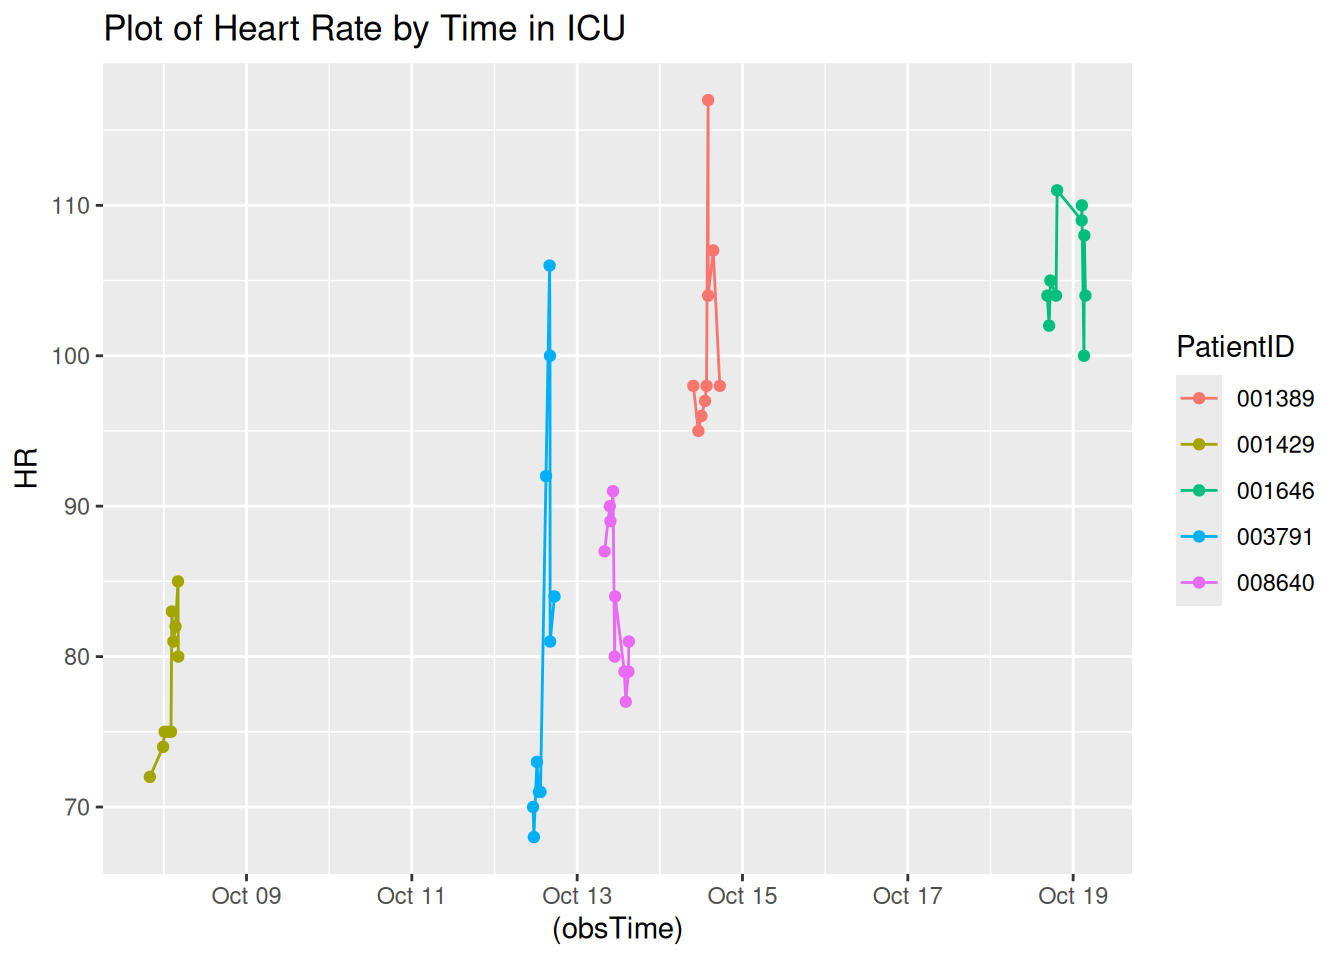 Plot of Heart Rate by Time in ICU
HR
110
100
90
80
70
Oct 09
Oct 11
Oct 13
Oct 15
Oct 17
Oct 19
(obsTime)
PatientID
001389
001429
001646
003791
008640